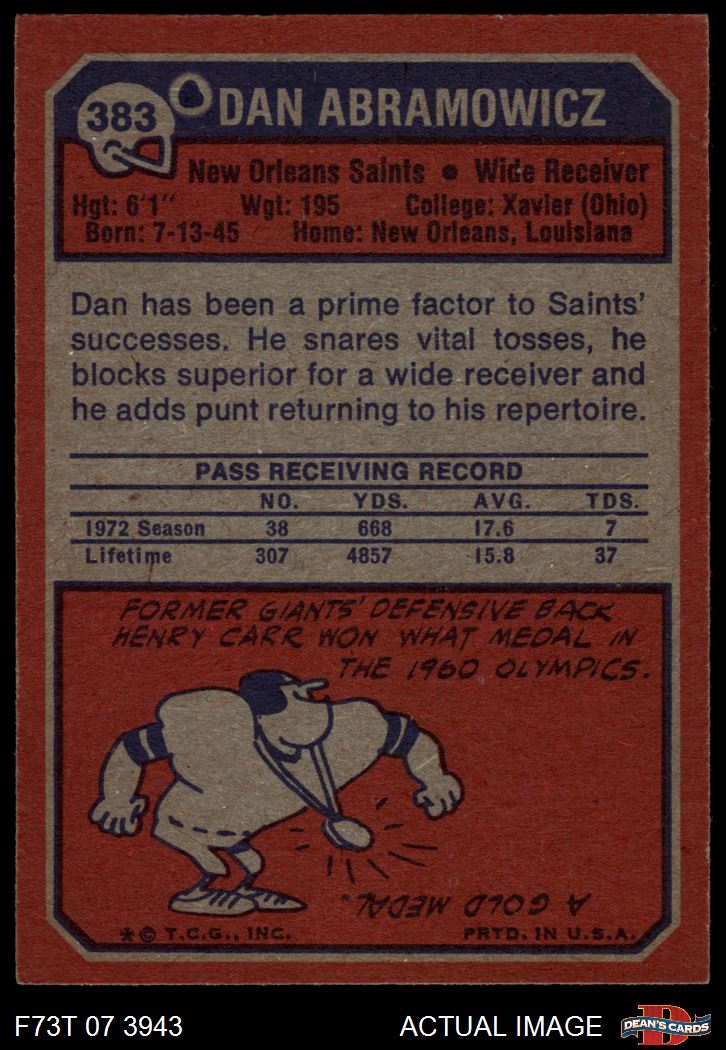 383
DAN ABRAMOWICZ
New Orleans Saints • Wide Receiver
Hgt: 6'1" Wgt: 195 College: Xavier (Ohio)
Born: 7-13-45 Home: New Orleans, Louisiana
Dan has been a prime factor to Saints'
successes. He snares vital tosses, he
blocks superior for a wide receiver and
he adds punt returning to his repertoire.
PASS RECEIVING RECORD
NO. YDS. AVG. TDS.
1972 Season 38 668 17.6 7
Lifetime 307 4857 15.8 37
FORMER GIANTS' DEFENSIVE BACK
HENRY CARR WON WHAT MEDAL IN
THE 1960 OLYMPICS.
A GOLD MEDAL.
* © T.C.G., INC. PRTD. IN U.S.A.
F73T 07 3943 ACTUAL IMAGE
D
DEAN'S CARDS